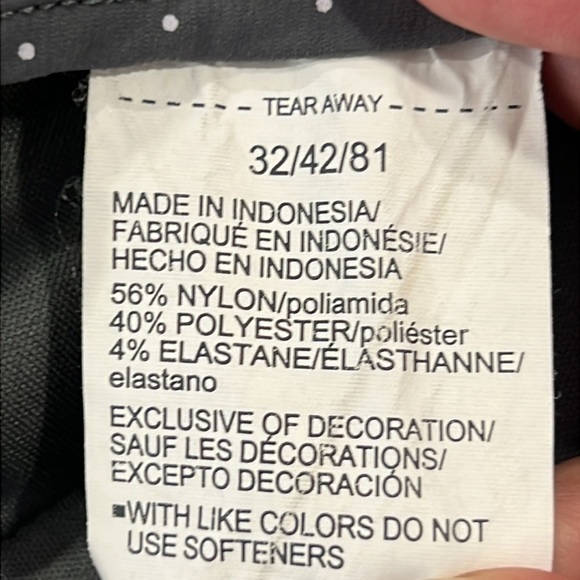 TEAR AWAY
32/42/81
MADE IN INDONESIA/
FABRIQUÉ EN INDONÉSIE/
HECHO EN INDONESIA
56% NYLON/poliamida
40% POLYESTER/poliéster
4% ELASTANE/ÉLASTHANNE/
elastano
EXCLUSIVE OF DECORATION/
SAUF LES DÉCORATIONS/
EXCEPTO DECORACIÓN
▪WITH LIKE COLORS DO NOT
USE SOFTENERS